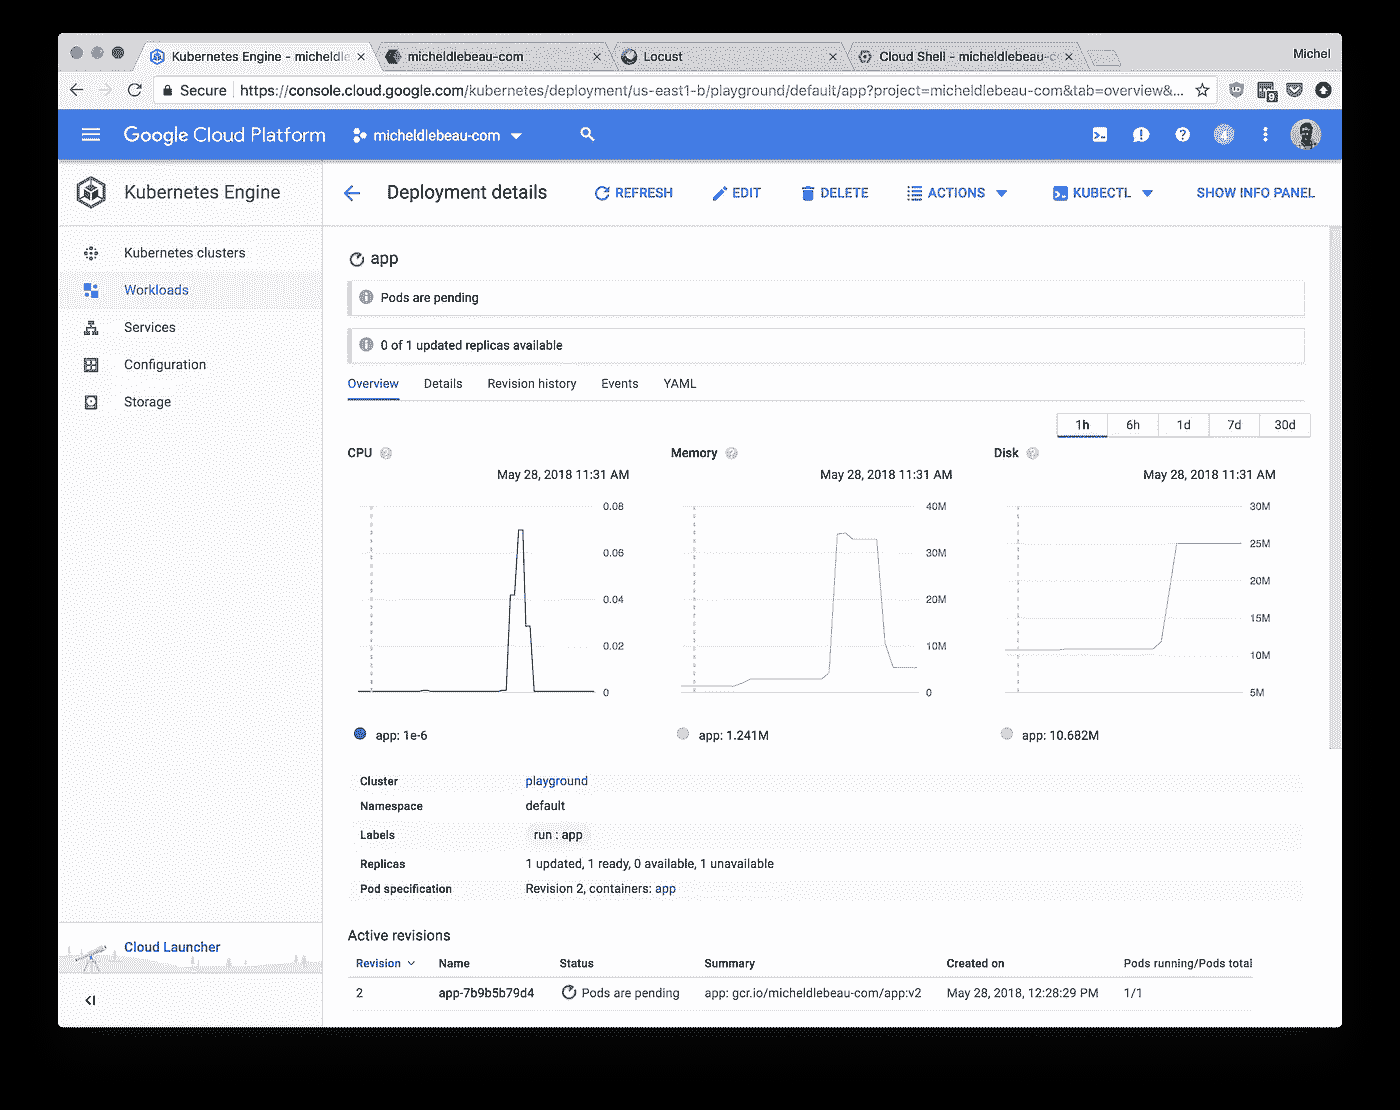 Kubernetes Engine - micheldle
micheldlebeau-com
Locust
Cloud Shell - micheldlebeau-c
Michel
Secure https://console.cloud.google.com/kubernetes/deployment/us-east1-b/playground/default/app?project=micheldlebeau-com&tab=overview&...
9
Google Cloud Platform
micheldlebeau-com
4
Kubernetes Engine
Deployment details
REFRESH
EDIT
DELETE
ACTIONS
KUBECTL
SHOW INFO PANEL
Kubernetes clusters
Workloads
Services
Configuration
Storage
app
Pods are pending
0 of 1 updated replicas available
Overview Details Revision history Events YAML
1h 6h 1d 7d 30d
CPU
May 28, 2018 11:31 AM
0.08
0.06
0.04
0.02
0
app: 1e-6
Memory
May 28, 2018 11:31 AM
40M
30M
20M
10M
0
app: 1.241M
Disk
May 28, 2018 11:31 AM
30M
25M
20M
15M
10M
5M
app: 10.682M
Cluster playground
Namespace default
Labels run : app
Replicas 1 updated, 1 ready, 0 available, 1 unavailable
Pod specification Revision 2, containers: app
Active revisions
Revision Name Status Summary Created on Pods running/Pods total
2 app-7b9b5b79d4 Pods are pending app: gcr.io/micheldlebeau-com/app:v2 May 28, 2018, 12:28:29 PM 1/1
Cloud Launcher